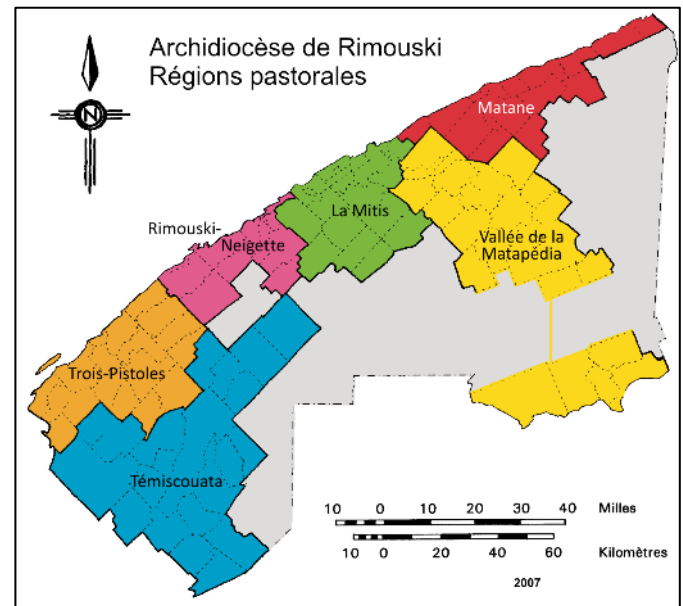 Archidiocèse de Rimouski
Régions pastorales
N
Matane
La Mitis
Rimouski-
Neigette
Vallée de la
Matapédia
Trois-Pistoles
Témiscouata
10 0 10 20 30 40 Milles
10 0 20 40 60 Kilomètres
2007